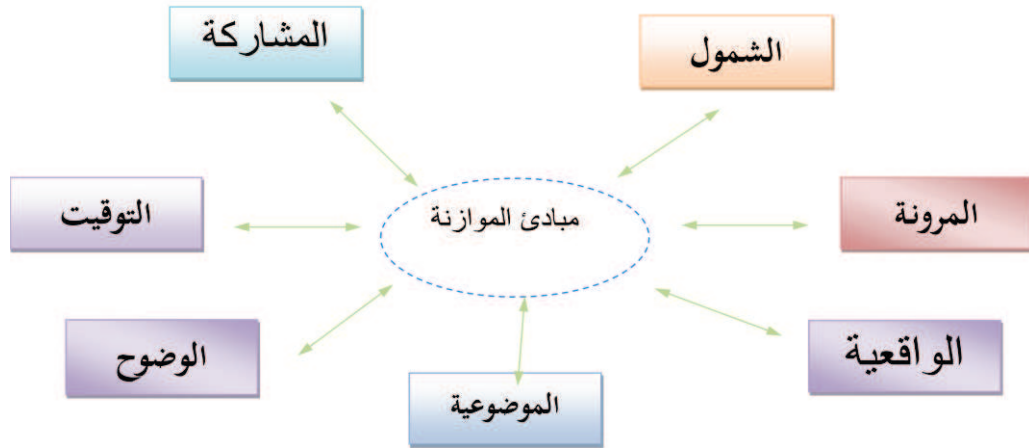 المشاركة
الشمول
مبادئ الموازنة
المرونة
التوقيت
الواقعية
الوضوح
الموضوعية